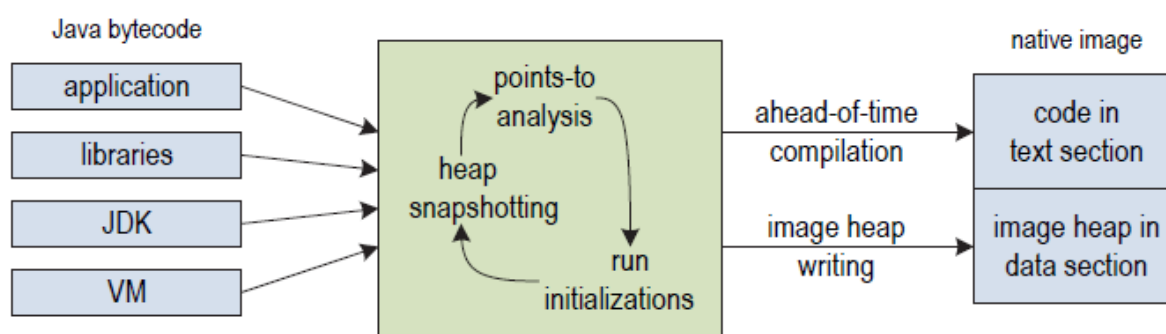 Java bytecode
application
libraries
JDK
VM
points-to
analysis
heap
snapshotting
run
initializations
ahead-of-time
compilation
image heap
writing
native image
code in
text section
image heap in
data section